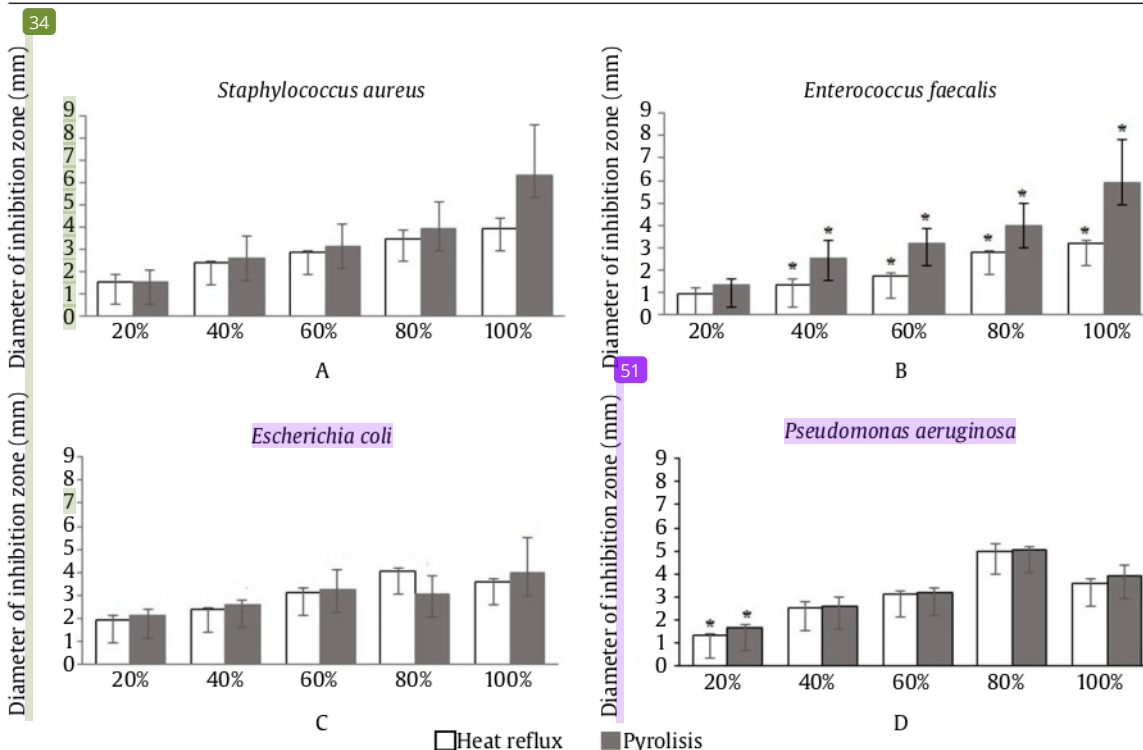 34
Diameter of inhibition zone (mm)
Staphylococcus aureus
9
8
7
6
5
4
3
2
1
0
20% 40% 60% 80% 100%
A
Diameter of inhibition zone (mm)
Enterococcus faecalis
9
8
7
6
5
4
3
2
1
0
* * * * * * * *
20% 40% 60% 80% 100%
B
Diameter of inhibition zone (mm)
Escherichia coli
9
8
7
6
5
4
3
2
1
0
20% 40% 60% 80% 100%
C
51
Diameter of inhibition zone (mm)
Pseudomonas aeruginosa
9
8
7
6
5
4
3
2
1
0
* *
20% 40% 60% 80% 100%
D
Heat reflux Pyrolisis